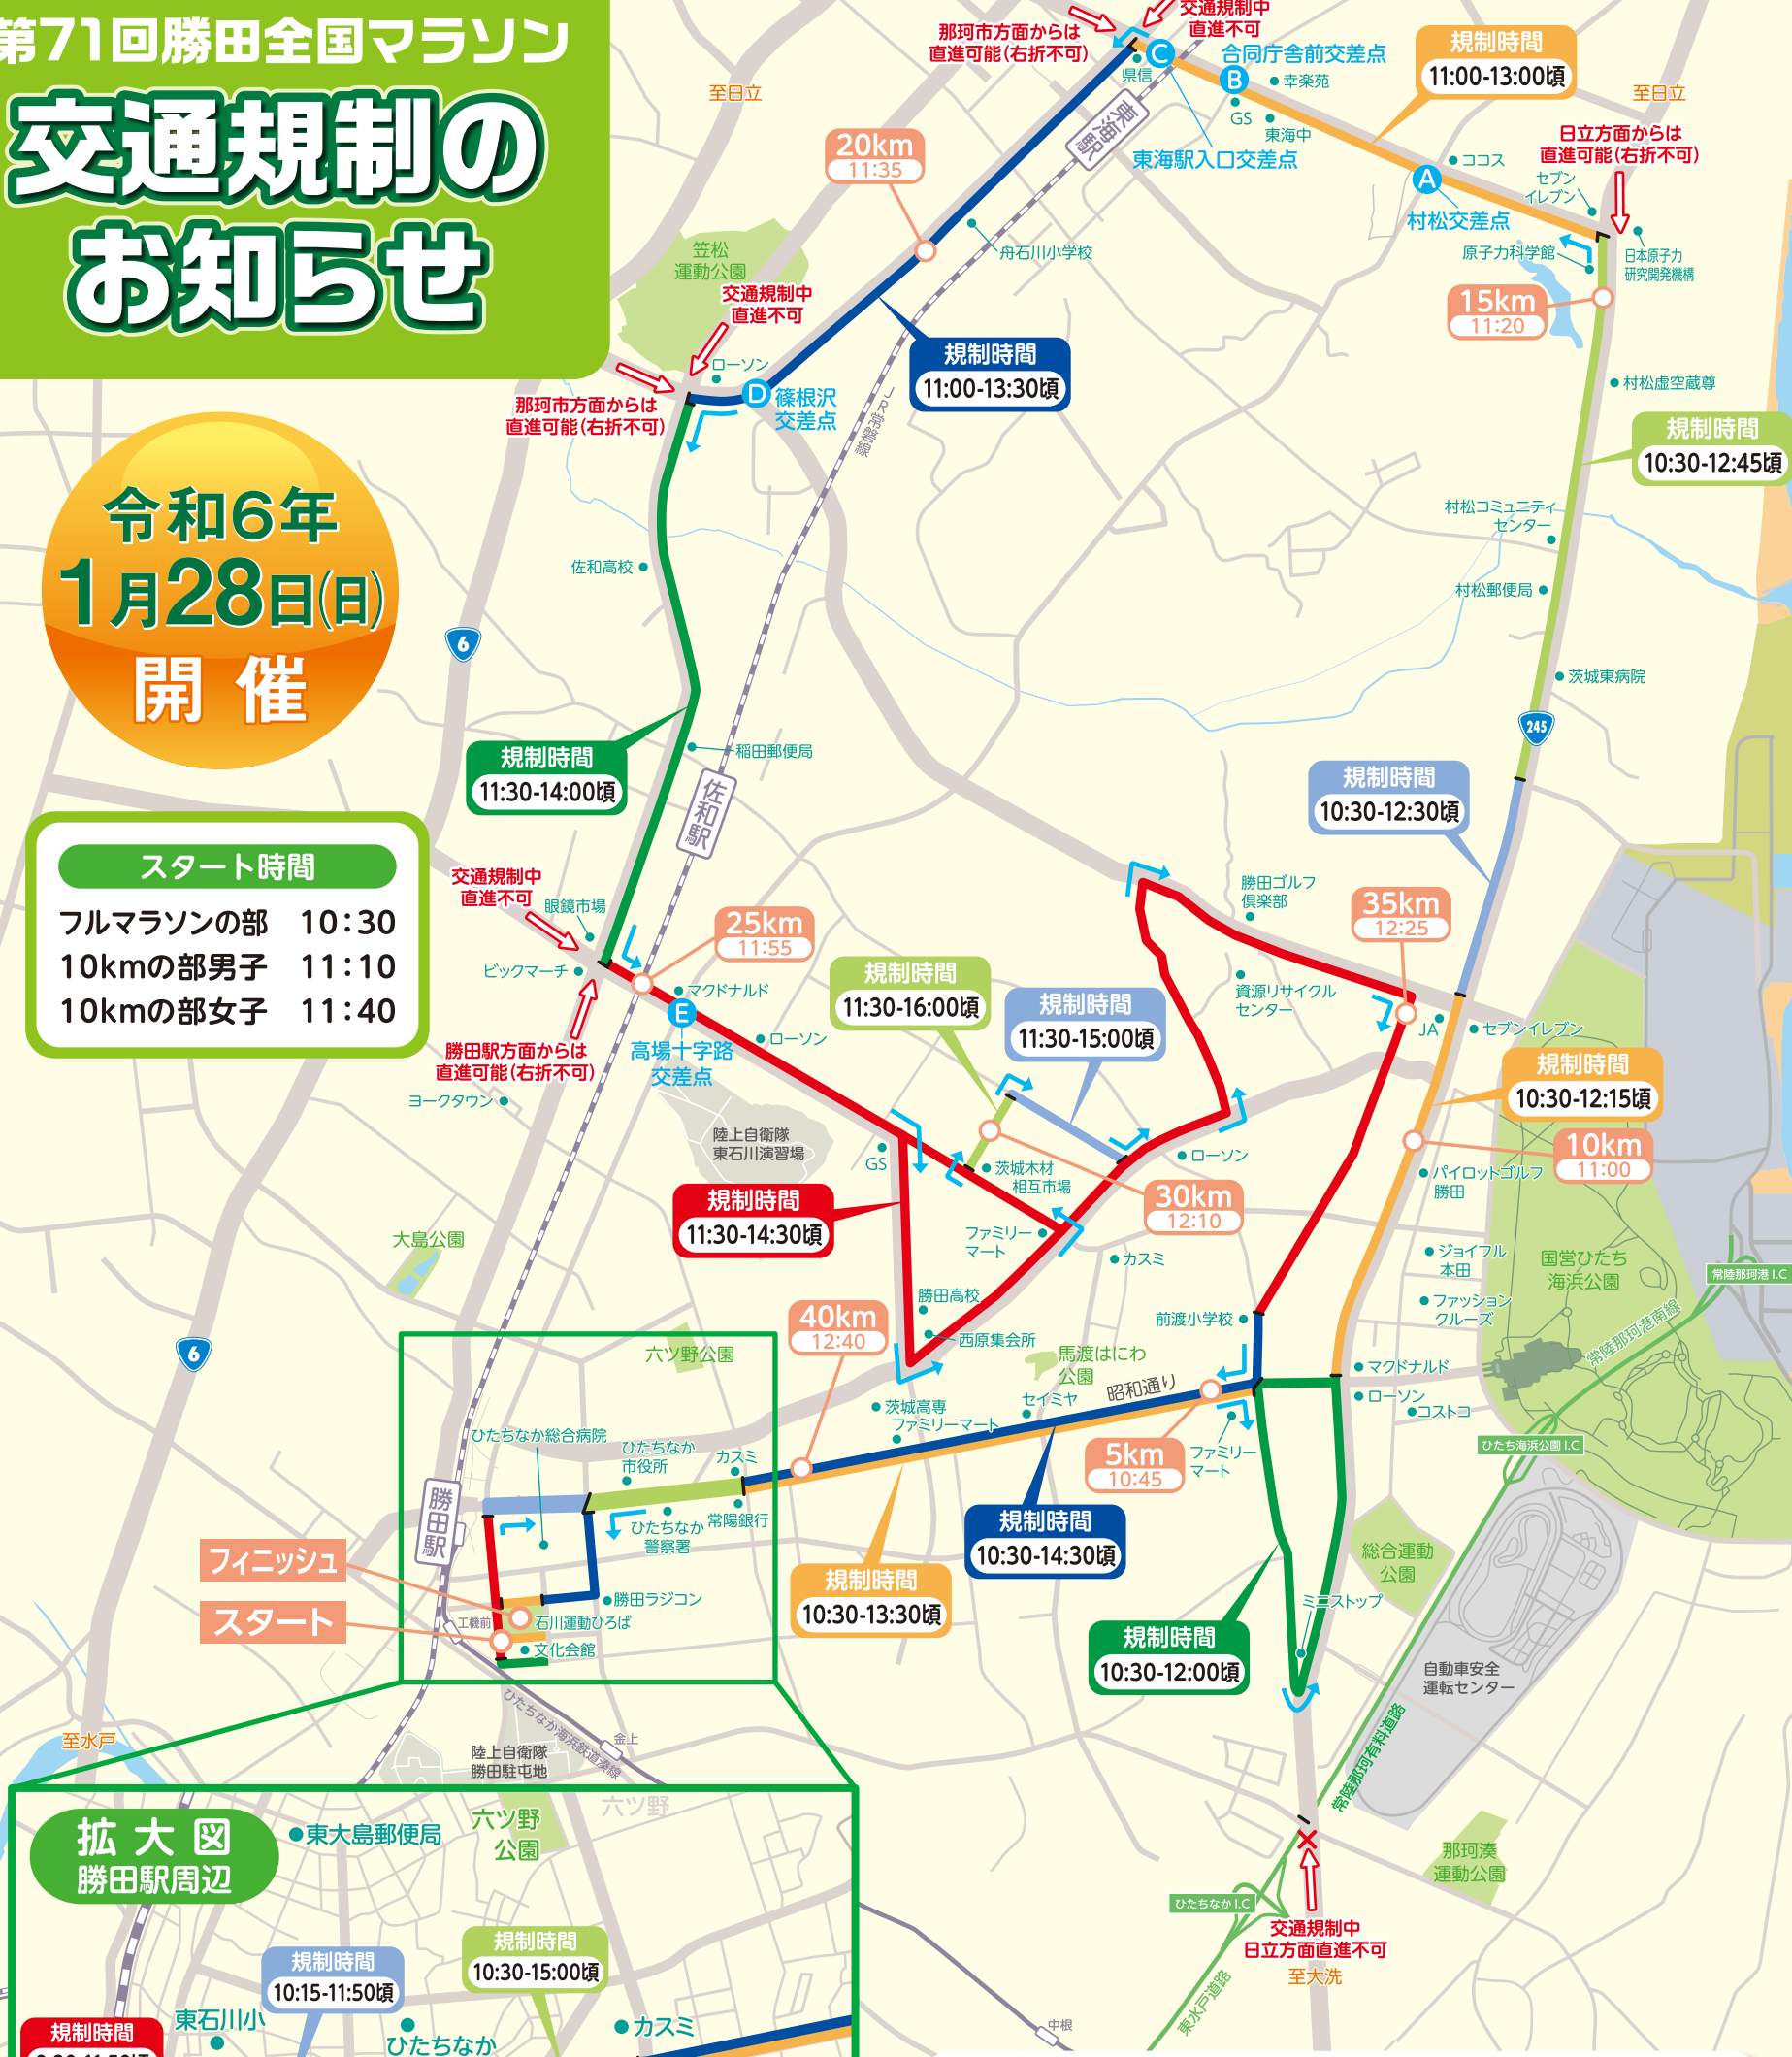 第71回勝田全国マラソン
交通規制の
お知らせ
令和6年
1月28日(日)
開催
スタート時間
フルマラソンの部 10:30
10kmの部男子 11:10
10kmの部女子 11:40
那珂市方面からは
直進可能(右折不可)
交通規制中
直進不可
C
県信
合同庁舎前交差点
B
幸楽苑
GS
東海中
規制時間
11:00-13:00頃
至日立
至日立
日立方面からは
直進可能(右折不可)
東海駅
東海駅入口交差点
ココス
A
村松交差点
セブン
イレブン
原子力科学館
日本原子力
研究開発機構
20km
11:35
舟石川小学校
15km
11:20
笠松
運動公園
交通規制中
直進不可
ローソン
D
篠根沢
交差点
那珂市方面からは
直進可能(右折不可)
規制時間
11:00-13:30頃
JR常磐線
村松虚空蔵尊
規制時間
10:30-12:45頃
村松コミュニティ
センター
村松郵便局
佐和高校
6
茨城東病院
245
規制時間
11:30-14:00頃
稲田郵便局
佐和駅
規制時間
10:30-12:30頃
交通規制中
直進不可
眼鏡市場
ビックマーチ
25km
11:55
マクドナルド
E
高場十字路
交差点
ローソン
勝田駅方面からは
直進可能(右折不可)
ヨークタウン
陸上自衛隊
東石川演習場
規制時間
11:30-16:00頃
規制時間
11:30-15:00頃
勝田ゴルフ
倶楽部
資源リサイクル
センター
35km
12:25
JA
セブンイレブン
規制時間
10:30-12:15頃
10km
11:00
パイロットゴルフ
勝田
GS
茨城木材
相互市場
ローソン
30km
12:10
規制時間
11:30-14:30頃
ファミリー
マート
カスミ
ジョイフル
本田
国営ひたち
海浜公園
常陸那珂港 I.C
常陸那珂港南線
ファッション
クルーズ
大島公園
勝田高校
西原集会所
前渡小学校
40km
12:40
6
六ツ野公園
馬渡はにわ
公園
昭和通り
セイミヤ
マクドナルド
ローソン
コストコ
茨城高専
ファミリーマート
ひたちなか総合病院
ひたちなか
市役所
カスミ
5km
10:45
ファミリー
マート
ひたち海浜公園 I.C
勝田駅
ひたちなか
警察署
常陽銀行
規制時間
10:30-14:30頃
フィニッシュ
スタート
工機前
勝田ラジコン
石川運動ひろば
文化会館
規制時間
10:30-13:30頃
総合運動
公園
ミニストップ
規制時間
10:30-12:00頃
自動車安全
運転センター
常陸那珂有料道路
至水戸
陸上自衛隊
勝田駐屯地
ひたちなか海浜鉄道湊線
金上
六ツ野
那珂湊
運動公園
ひたちなか I.C
交通規制中
日立方面直進不可
至大洗
東水戸道路
中根
拡大図
勝田駅周辺
東大島郵便局
六ツ野
公園
規制時間
10:15-11:50頃
規制時間
10:30-15:00頃
東石川小
規制時間
ひたちなか
カスミ